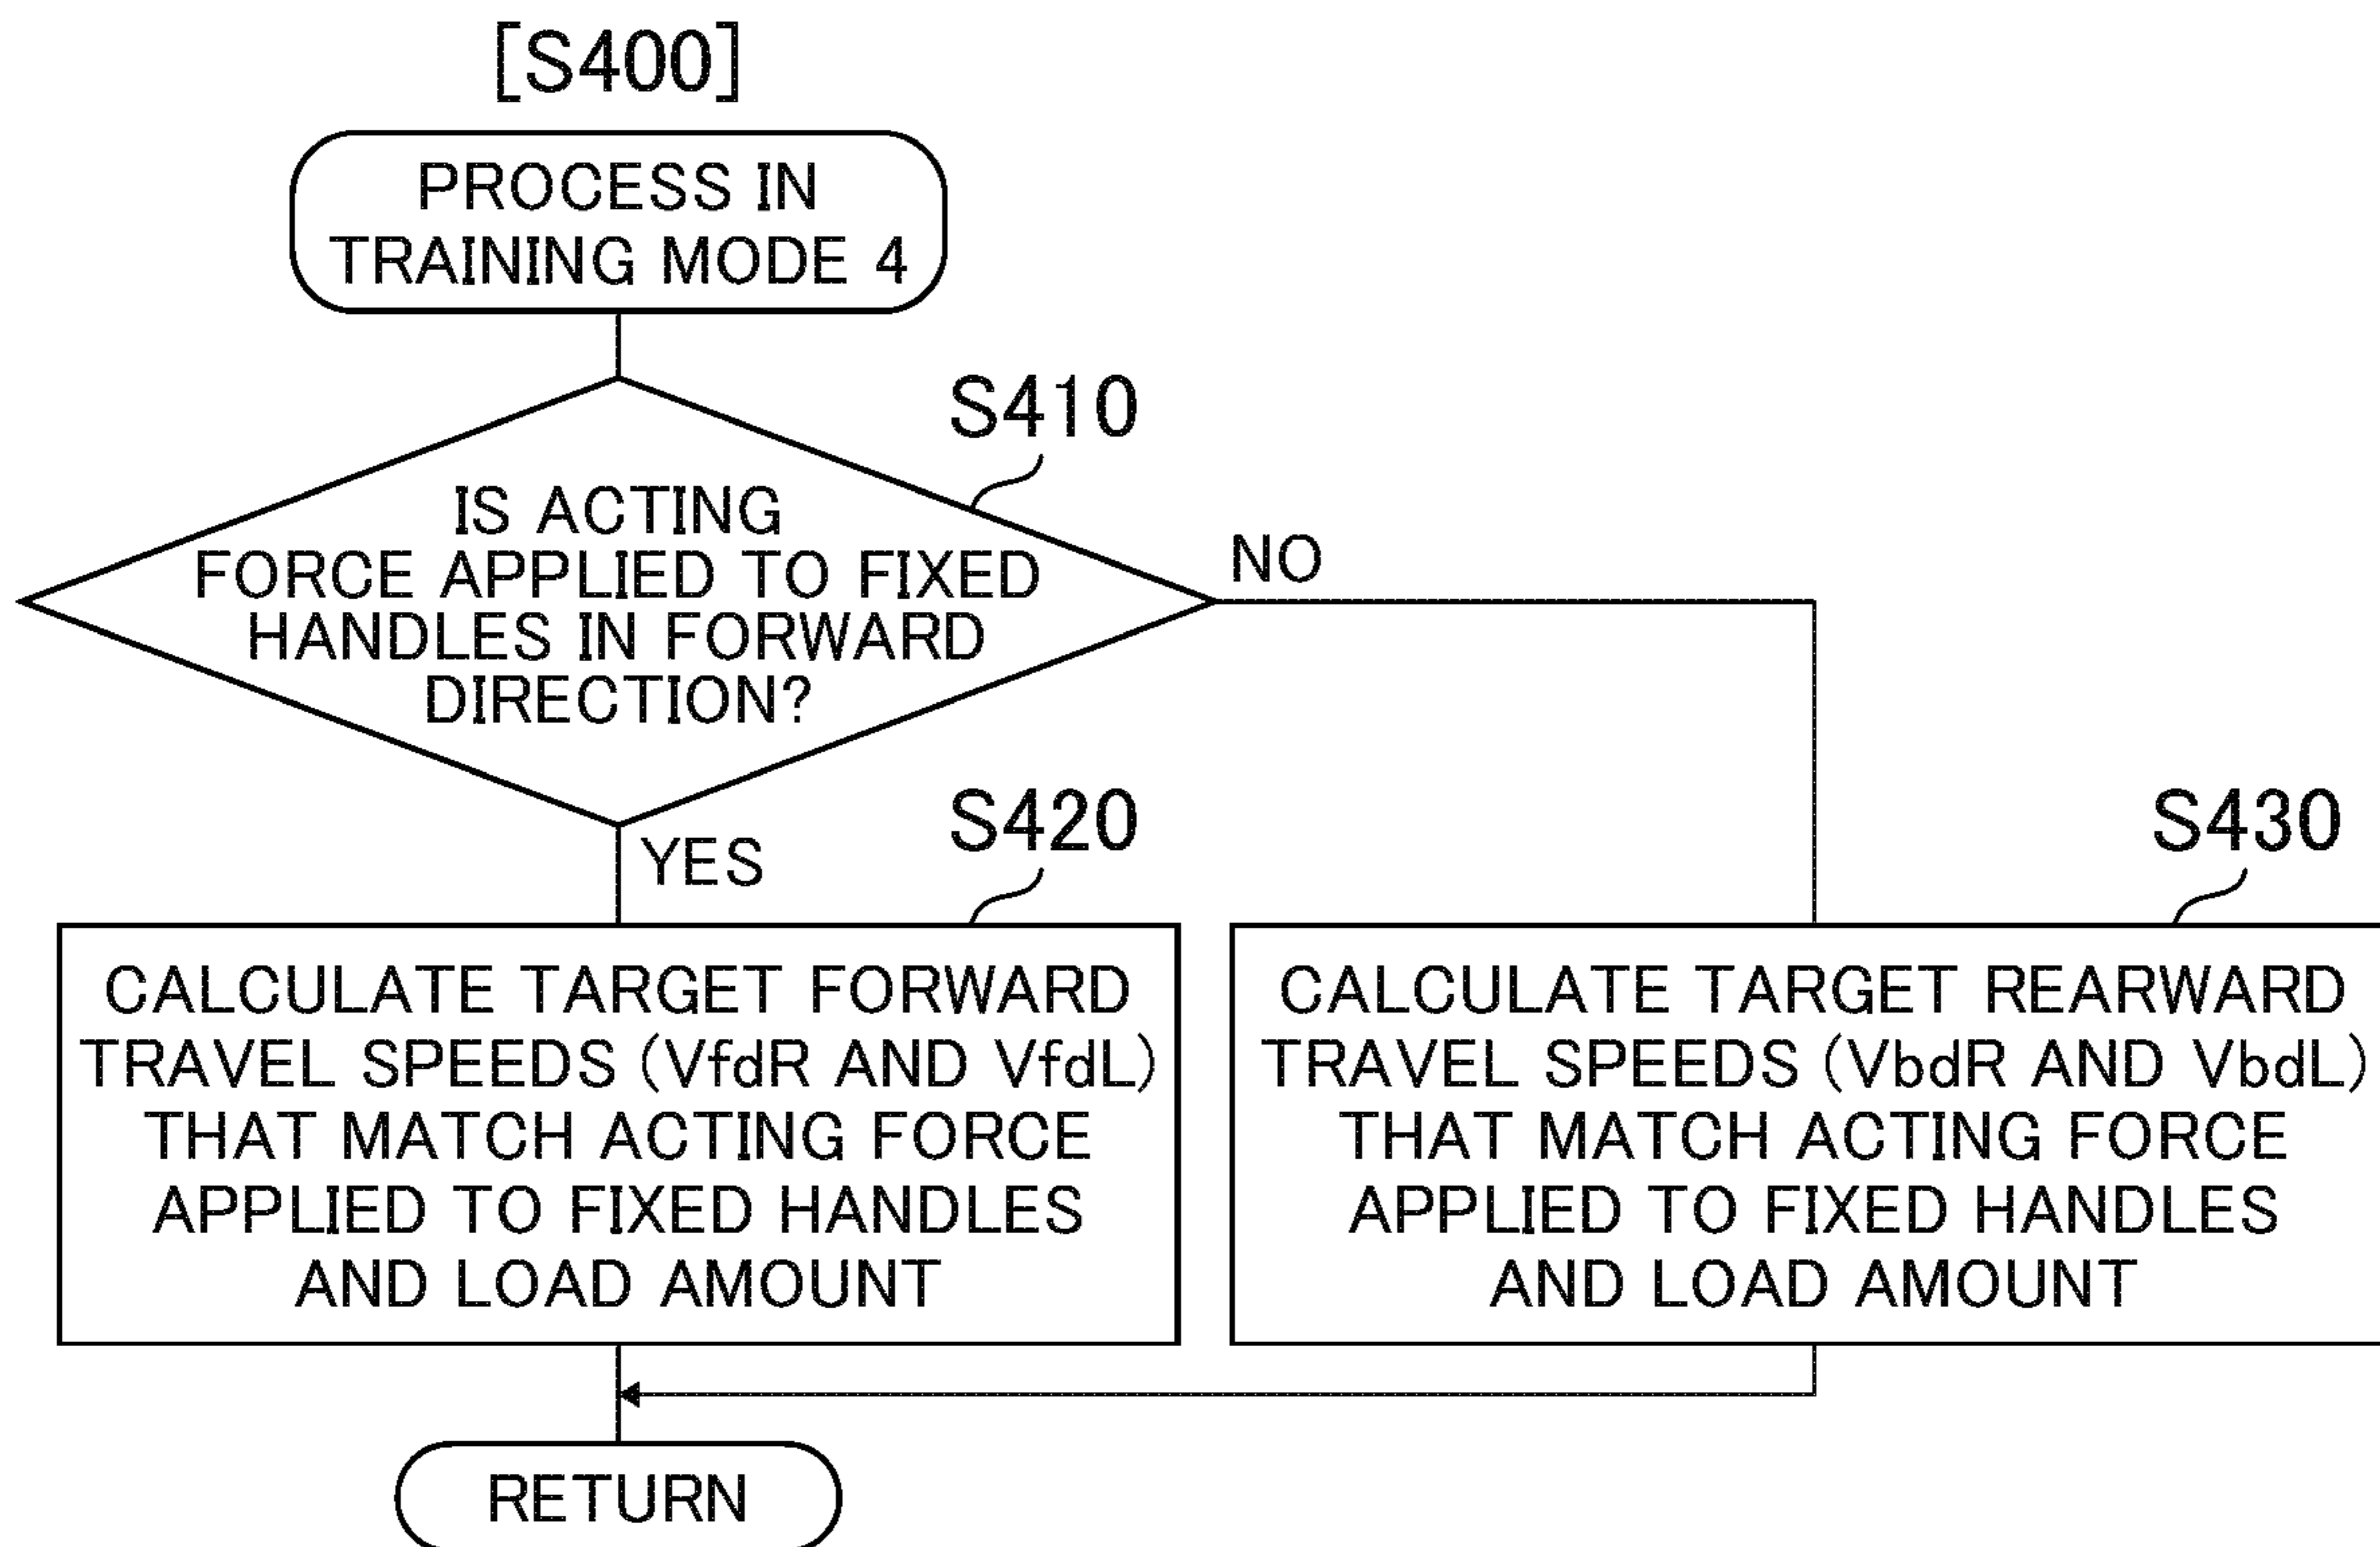 [S400]
PROCESS IN
TRAINING MODE 4
S410
IS ACTING
FORCE APPLIED TO FIXED
HANDLES IN FORWARD
DIRECTION?
NO
YES
S420
CALCULATE TARGET FORWARD
TRAVEL SPEEDS (VfdR AND VfdL)
THAT MATCH ACTING FORCE
APPLIED TO FIXED HANDLES
AND LOAD AMOUNT
S430
CALCULATE TARGET REARWARD
TRAVEL SPEEDS (VbdR AND VbdL)
THAT MATCH ACTING FORCE
APPLIED TO FIXED HANDLES
AND LOAD AMOUNT
RETURN